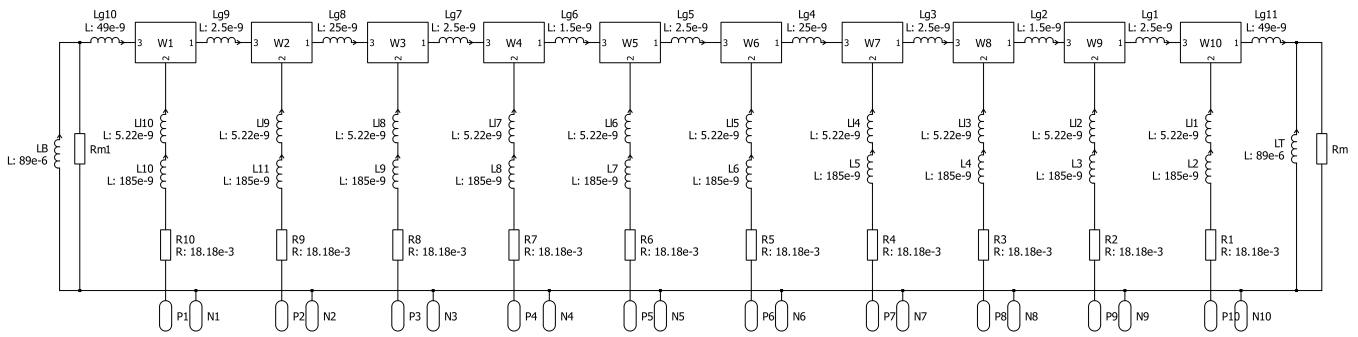 Lg10 Lg9 Lg8 Lg7 Lg6 Lg5 Lg4 Lg3 Lg2 Lg1 Lg11
L: 49e-9 L: 2.5e-9 L: 25e-9 L: 2.5e-9 L: 1.5e-9 L: 2.5e-9 L: 25e-9 L: 2.5e-9 L: 1.5e-9 L: 2.5e-9 L: 49e-9
3 W1 1 3 W2 1 3 W3 1 3 W4 1 3 W5 1 3 W6 1 3 W7 1 3 W8 1 3 W9 1 3 W10 1
2 2 2 2 2 2 2 2 2 2
Ll10 Ll9 Ll8 Ll7 Ll6 Ll5 Ll4 Ll3 Ll2 Ll1
L: 5.22e-9 L: 5.22e-9 L: 5.22e-9 L: 5.22e-9 L: 5.22e-9 L: 5.22e-9 L: 5.22e-9 L: 5.22e-9 L: 5.22e-9 L: 5.22e-9
LB Rm1 LT Rm
L: 89e-6 L: 89e-6
L10 L11 L9 L8 L7 L6 L5 L4 L3 L2
L: 185e-9 L: 185e-9 L: 185e-9 L: 185e-9 L: 185e-9 L: 185e-9 L: 185e-9 L: 185e-9 L: 185e-9 L: 185e-9
R10 R9 R8 R7 R6 R5 R4 R3 R2 R1
R: 18.18e-3 R: 18.18e-3 R: 18.18e-3 R: 18.18e-3 R: 18.18e-3 R: 18.18e-3 R: 18.18e-3 R: 18.18e-3 R: 18.18e-3 R: 18.18e-3
P1 N1 P2 N2 P3 N3 P4 N4 P5 N5 P6 N6 P7 N7 P8 N8 P9 N9 P10 N10